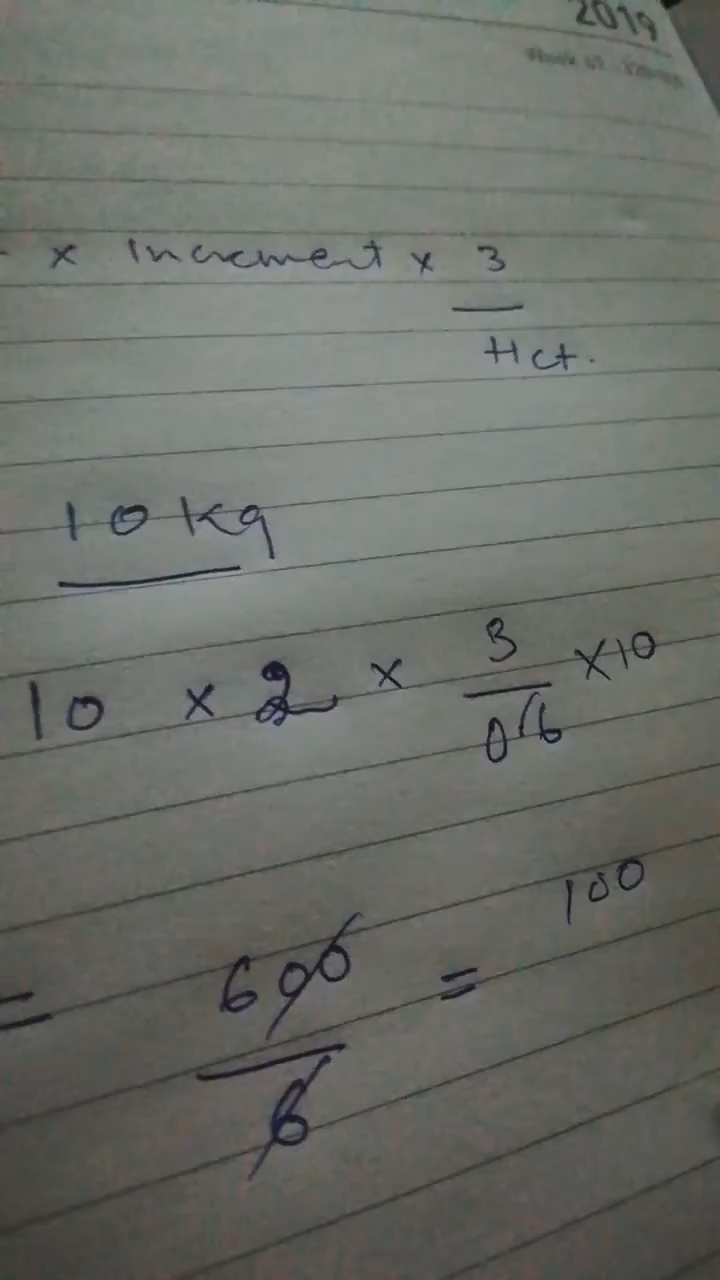 2019
- x Increment x 3/Hct.
10 Kg
10 x 2 x 3/0.6 x10
= 600/6 = 100